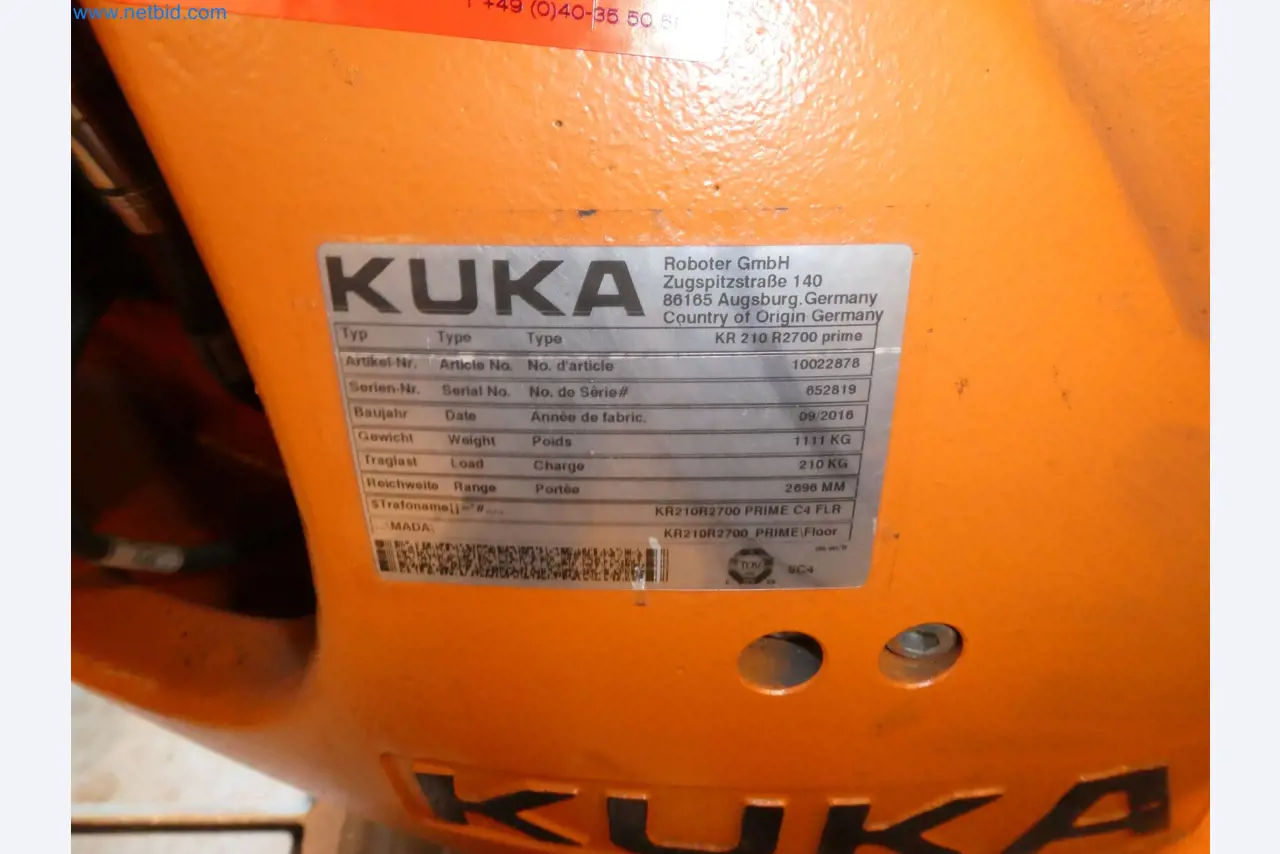 www.netbid.com
+49 (0)40-35 50
KUKA
Roboter GmbH
Zugspitzstraße 140
86165 Augsburg.Germany
Country of Origin Germany
Typ Type Type KR 210 R2700 prime
Artikel-Nr. Article No. No. d'article 10022878
Serien-Nr. Serial No. No. de Série# 652819
Baujahr Date Année de fabric. 09/2016
Gewicht Weight Poids 1111 KG
Traglast Load Charge 210 KG
Reichweite Range Portée 2696 MM
$Trafoname[]="#... KR210R2700 PRIME C4 FLR
...\MADA\ KR210R2700_PRIME\Floor
TÜV
SC4
KUKA